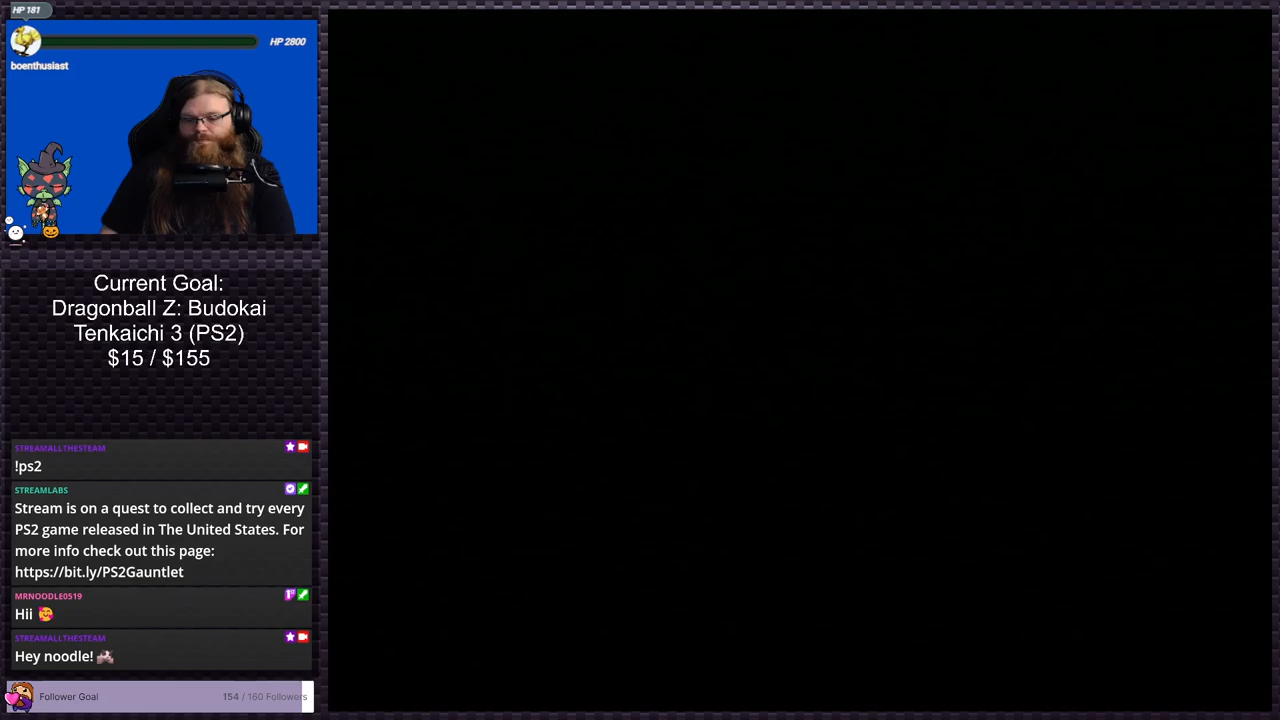 HP 181
HP 2800
boenthusiast
Current Goal:
Dragonball Z: Budokai
Tenkaichi 3 (PS2)
$15 / $155
STREAMALLTHESTEAM
!ps2
STREAMLABS
Stream is on a quest to collect and try every
PS2 game released in The United States. For
more info check out this page:
https://bit.ly/PS2Gauntlet
MRNOODLE0519
Hii 🥰
STREAMALLTHESTEAM
Hey noodle!
Follower Goal
154 / 160 Followers